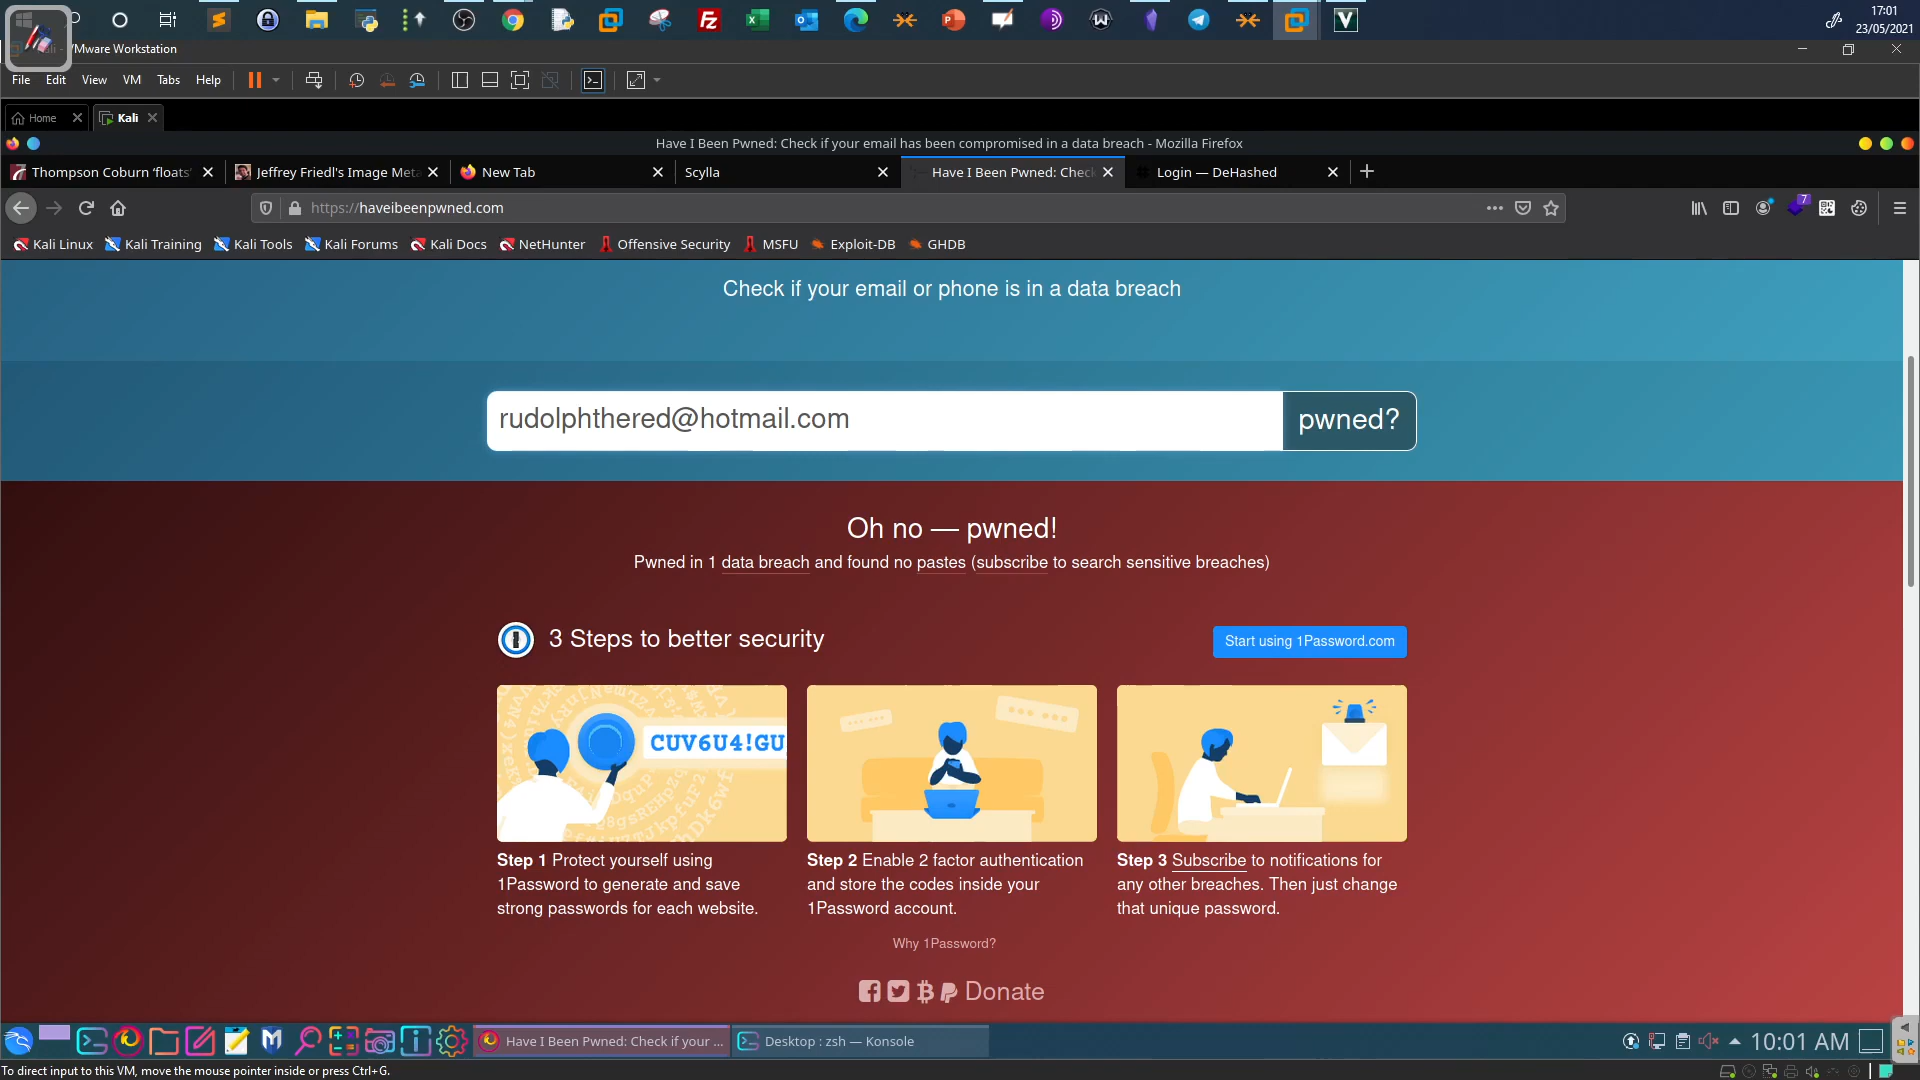 17:01
23/05/2021
VMware Workstation
File Edit View VM Tabs Help
Home Kali
Have I Been Pwned: Check if your email has been compromised in a data breach - Mozilla Firefox
Thompson Coburn ‘floats’ Jeffrey Friedl's Image Meta New Tab Scylla Have I Been Pwned: Check Login — DeHashed
https://haveibeenpwned.com
7
Kali Linux Kali Training Kali Tools Kali Forums Kali Docs NetHunter Offensive Security MSFU Exploit-DB GHDB
Check if your email or phone is in a data breach
rudolphthered@hotmail.com pwned?
Oh no — pwned!
Pwned in 1 data breach and found no pastes (subscribe to search sensitive breaches)
3 Steps to better security Start using 1Password.com
CUV6U4!GU
Step 1 Protect yourself using
1Password to generate and save
strong passwords for each website.
Step 2 Enable 2 factor authentication
and store the codes inside your
1Password account.
Step 3 Subscribe to notifications for
any other breaches. Then just change
that unique password.
Why 1Password?
Donate
Have I Been Pwned: Check if your ... Desktop : zsh — Konsole 10:01 AM
To direct input to this VM, move the mouse pointer inside or press Ctrl+G.